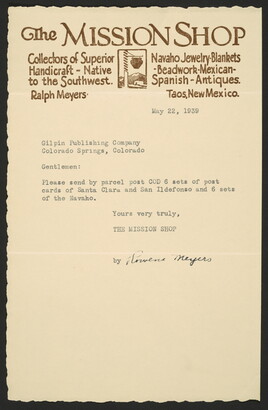 The MISSION SHOP
Collectors of Superior
Handicraft - Native
to the Southwest.
Ralph Meyers
Navaho Jewelry-Blankets
-Beadwork-Mexican-
Spanish - Antiques.
Taos, New Mexico.
May 22, 1939
Gilpin Publishing Company
Colorado Springs, Colorado
Gentlemen:
Please send by parcel post COD 6 sets of post
cards of Santa Clara and San Ildefonso and 6 sets
of the Navaho.
Yours very truly,
THE MISSION SHOP
by Rowena Meyers